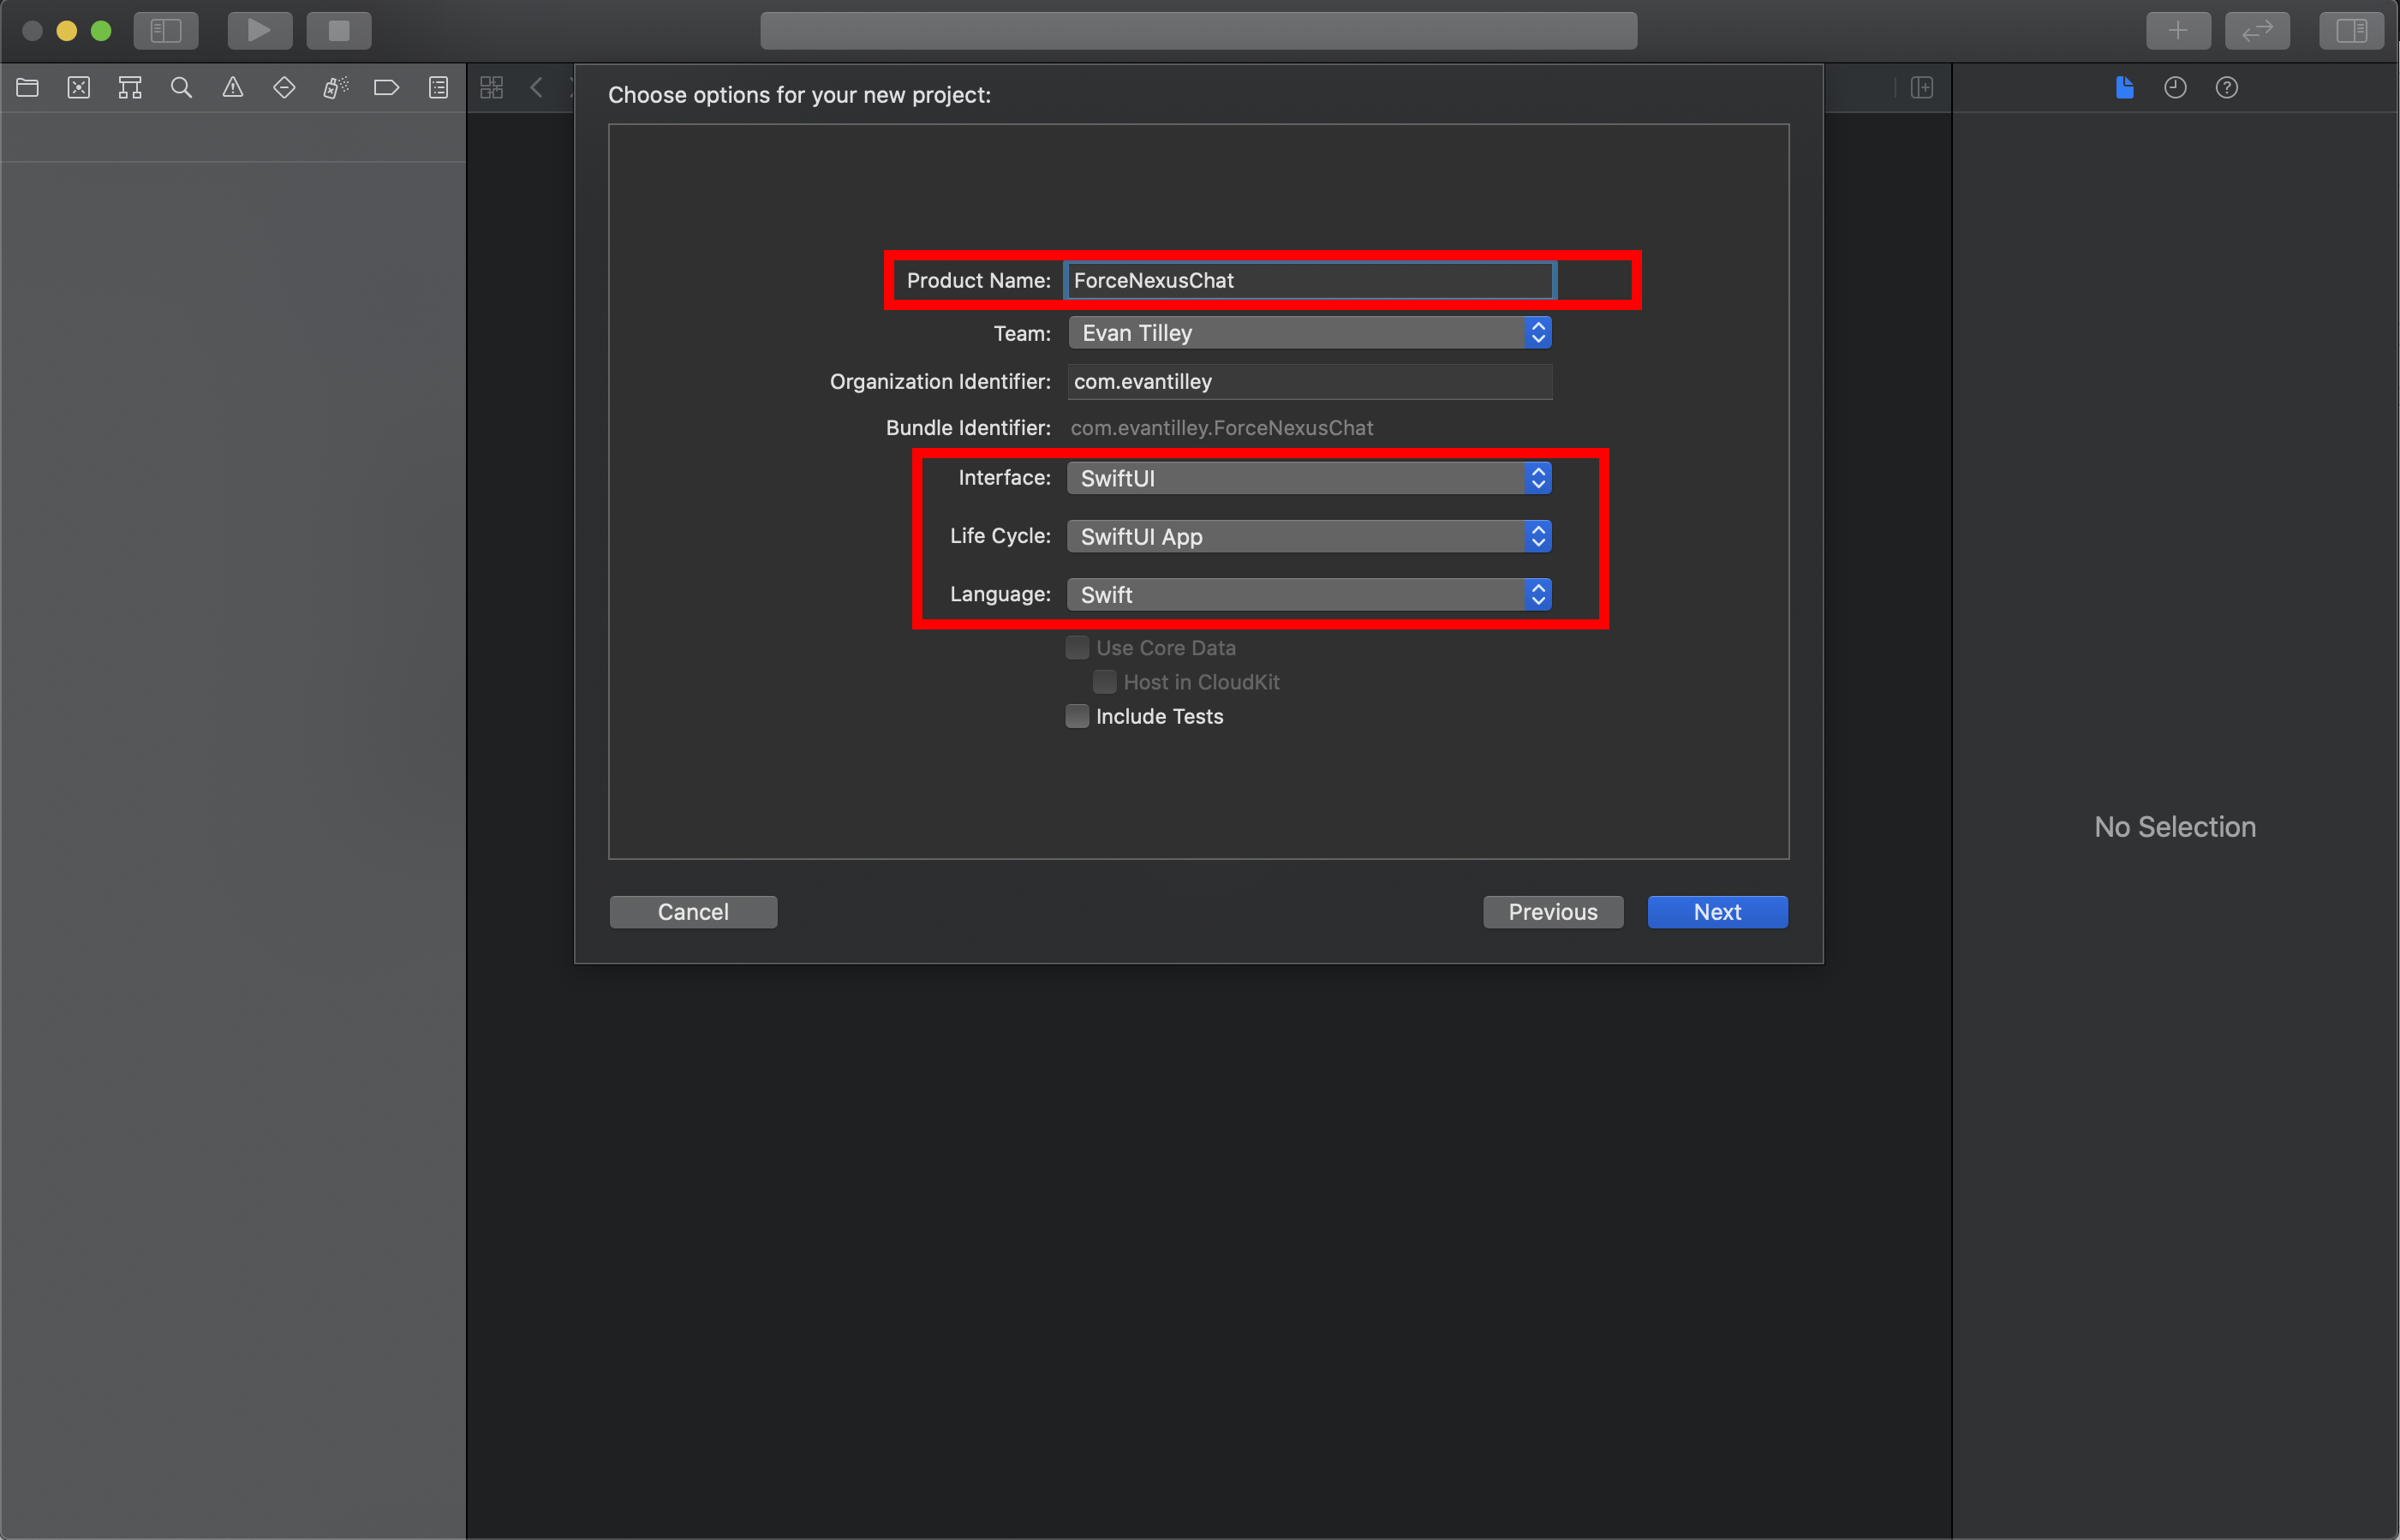 Choose options for your new project:
Product Name: ForceNexusChat
Team: Evan Tilley
Organization Identifier: com.evantilley
Bundle Identifier: com.evantilley.ForceNexusChat
Interface: SwiftUI
Life Cycle: SwiftUI App
Language: Swift
Use Core Data
Host in CloudKit
Include Tests
No Selection
Cancel
Previous
Next